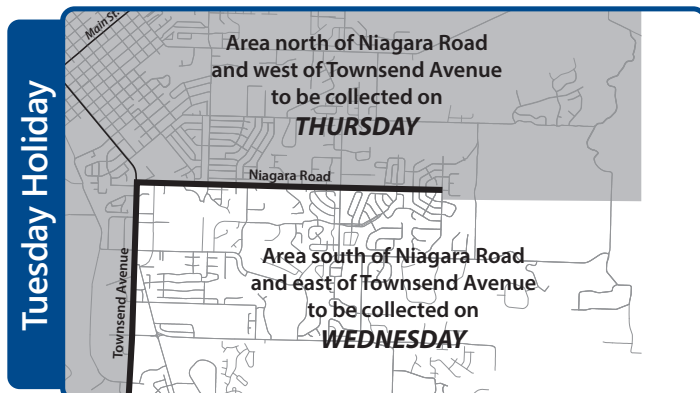 Tuesday Holiday
Main St.
Area north of Niagara Road
and west of Townsend Avenue
to be collected on
THURSDAY
Niagara Road
Townsend Avenue
Area south of Niagara Road
and east of Townsend Avenue
to be collected on
WEDNESDAY